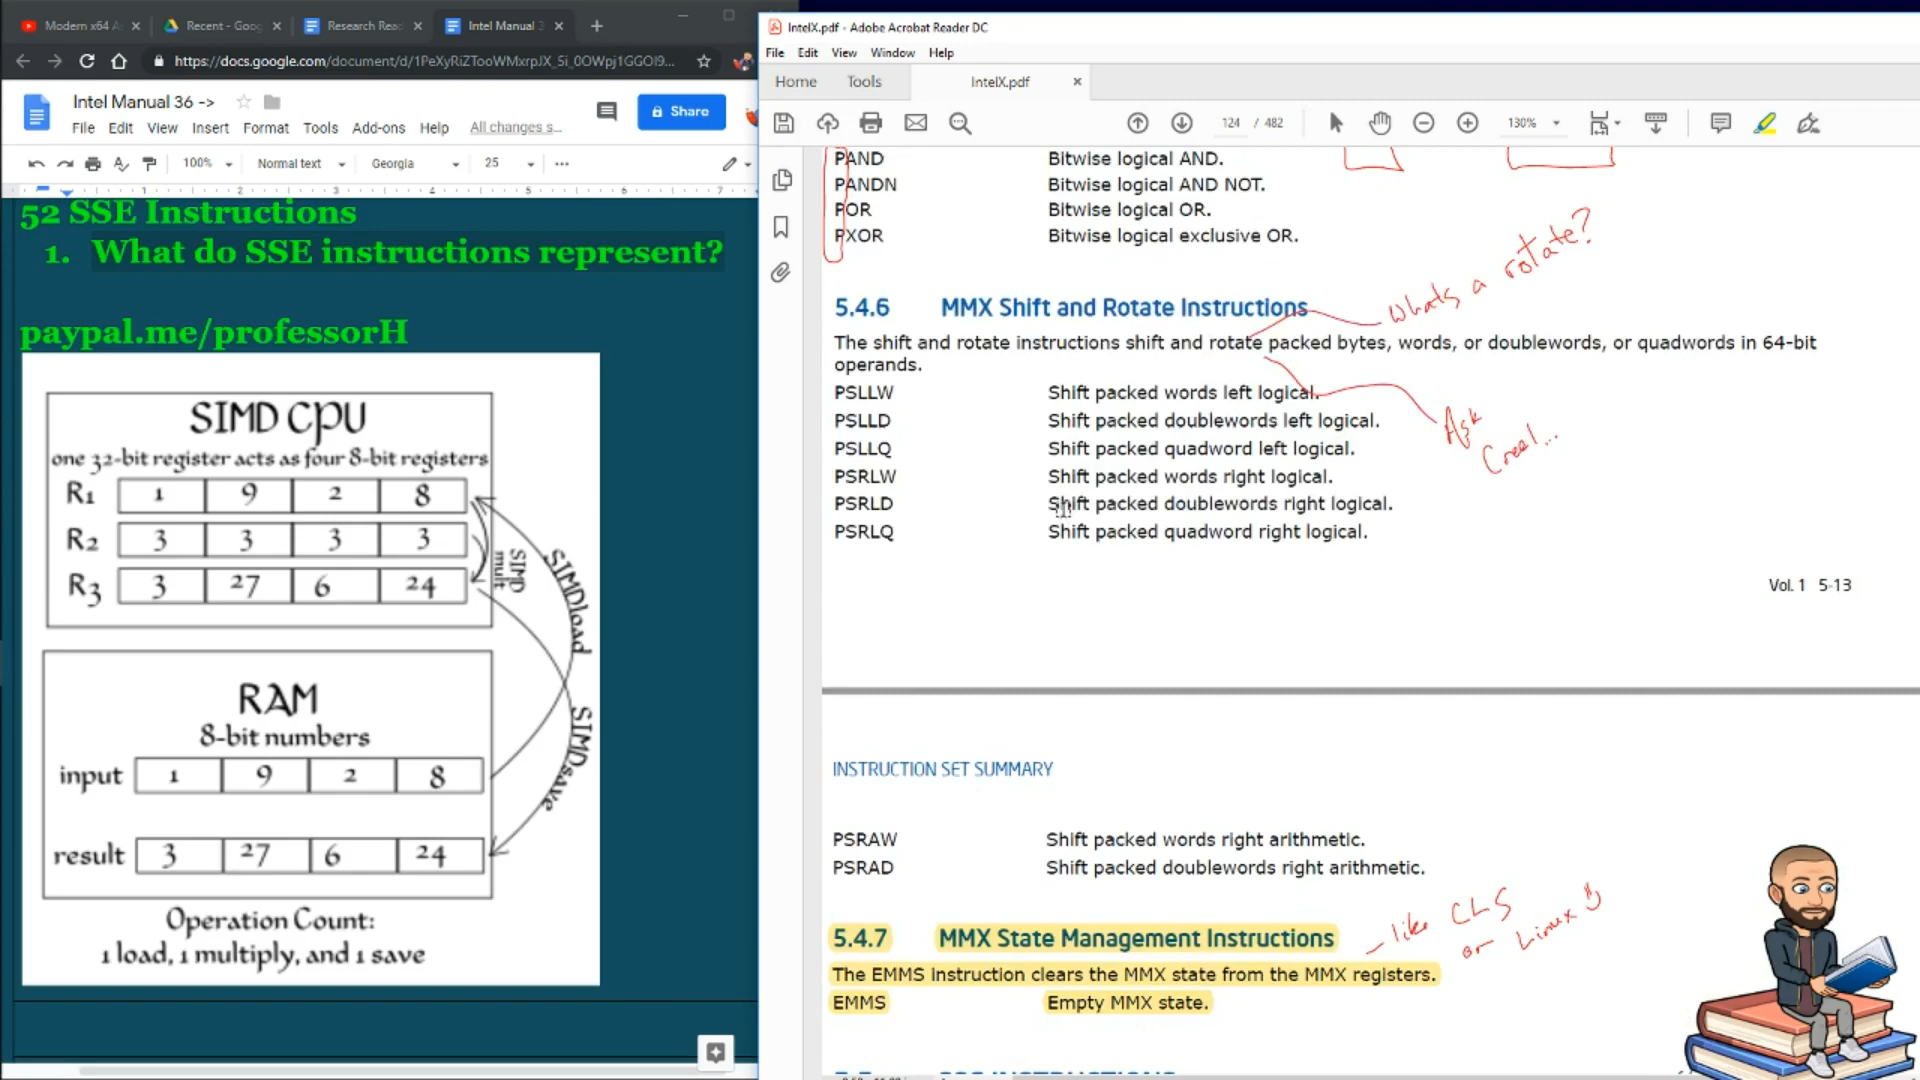 Modern x64 A
Recent - Goog
Research Read
Intel Manual 3
https://docs.google.com/document/d/1PeXyRiZTooWMxrpJX_5i_0OWpj1GGOI9...
Intel Manual 36 ->
Share
File Edit View Insert Format Tools Add-ons Help All changes s...
100% Normal text Georgia 25
1 2 3 4 5 6 7
52 SSE Instructions
1. What do SSE instructions represent?
paypal.me/professorH
SIMD CPU
one 32-bit register acts as four 8-bit registers
R1 1 9 2 8
R2 3 3 3 3
R3 3 27 6 24
SIMD mult
SIMD load
SIMD save
RAM
8-bit numbers
input 1 9 2 8
result 3 27 6 24
Operation Count:
1 load, 1 multiply, and 1 save
IntelX.pdf - Adobe Acrobat Reader DC
File Edit View Window Help
Home Tools IntelX.pdf
124 / 482 130%
PAND Bitwise logical AND.
PANDN Bitwise logical AND NOT.
POR Bitwise logical OR.
PXOR Bitwise logical exclusive OR.
Whats a rotate?
5.4.6 MMX Shift and Rotate Instructions
The shift and rotate instructions shift and rotate packed bytes, words, or doublewords, or quadwords in 64-bit
operands.
PSLLW Shift packed words left logical.
PSLLD Shift packed doublewords left logical.
Ask
Creel...
PSLLQ Shift packed quadword left logical.
PSRLW Shift packed words right logical.
PSRLD Shift packed doublewords right logical.
PSRLQ Shift packed quadword right logical.
Vol. 1 5-13
INSTRUCTION SET SUMMARY
PSRAW Shift packed words right arithmetic.
PSRAD Shift packed doublewords right arithmetic.
like CLS
or Linux
5.4.7 MMX State Management Instructions
The EMMS instruction clears the MMX state from the MMX registers.
EMMS Empty MMX state.